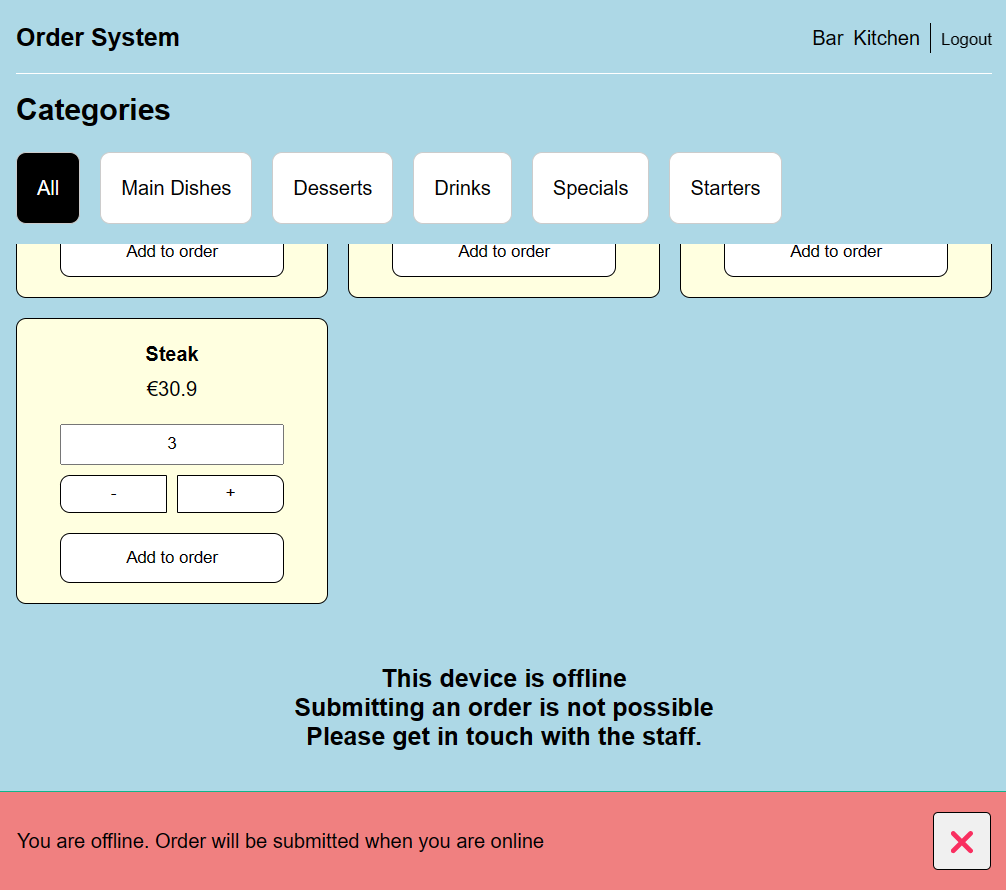 Order System
Bar Kitchen Logout
Categories
All Main Dishes Desserts Drinks Specials Starters
Add to order Add to order Add to order
Steak
€30.9
3
- +
Add to order
This device is offline
Submitting an order is not possible
Please get in touch with the staff.
You are offline. Order will be submitted when you are online